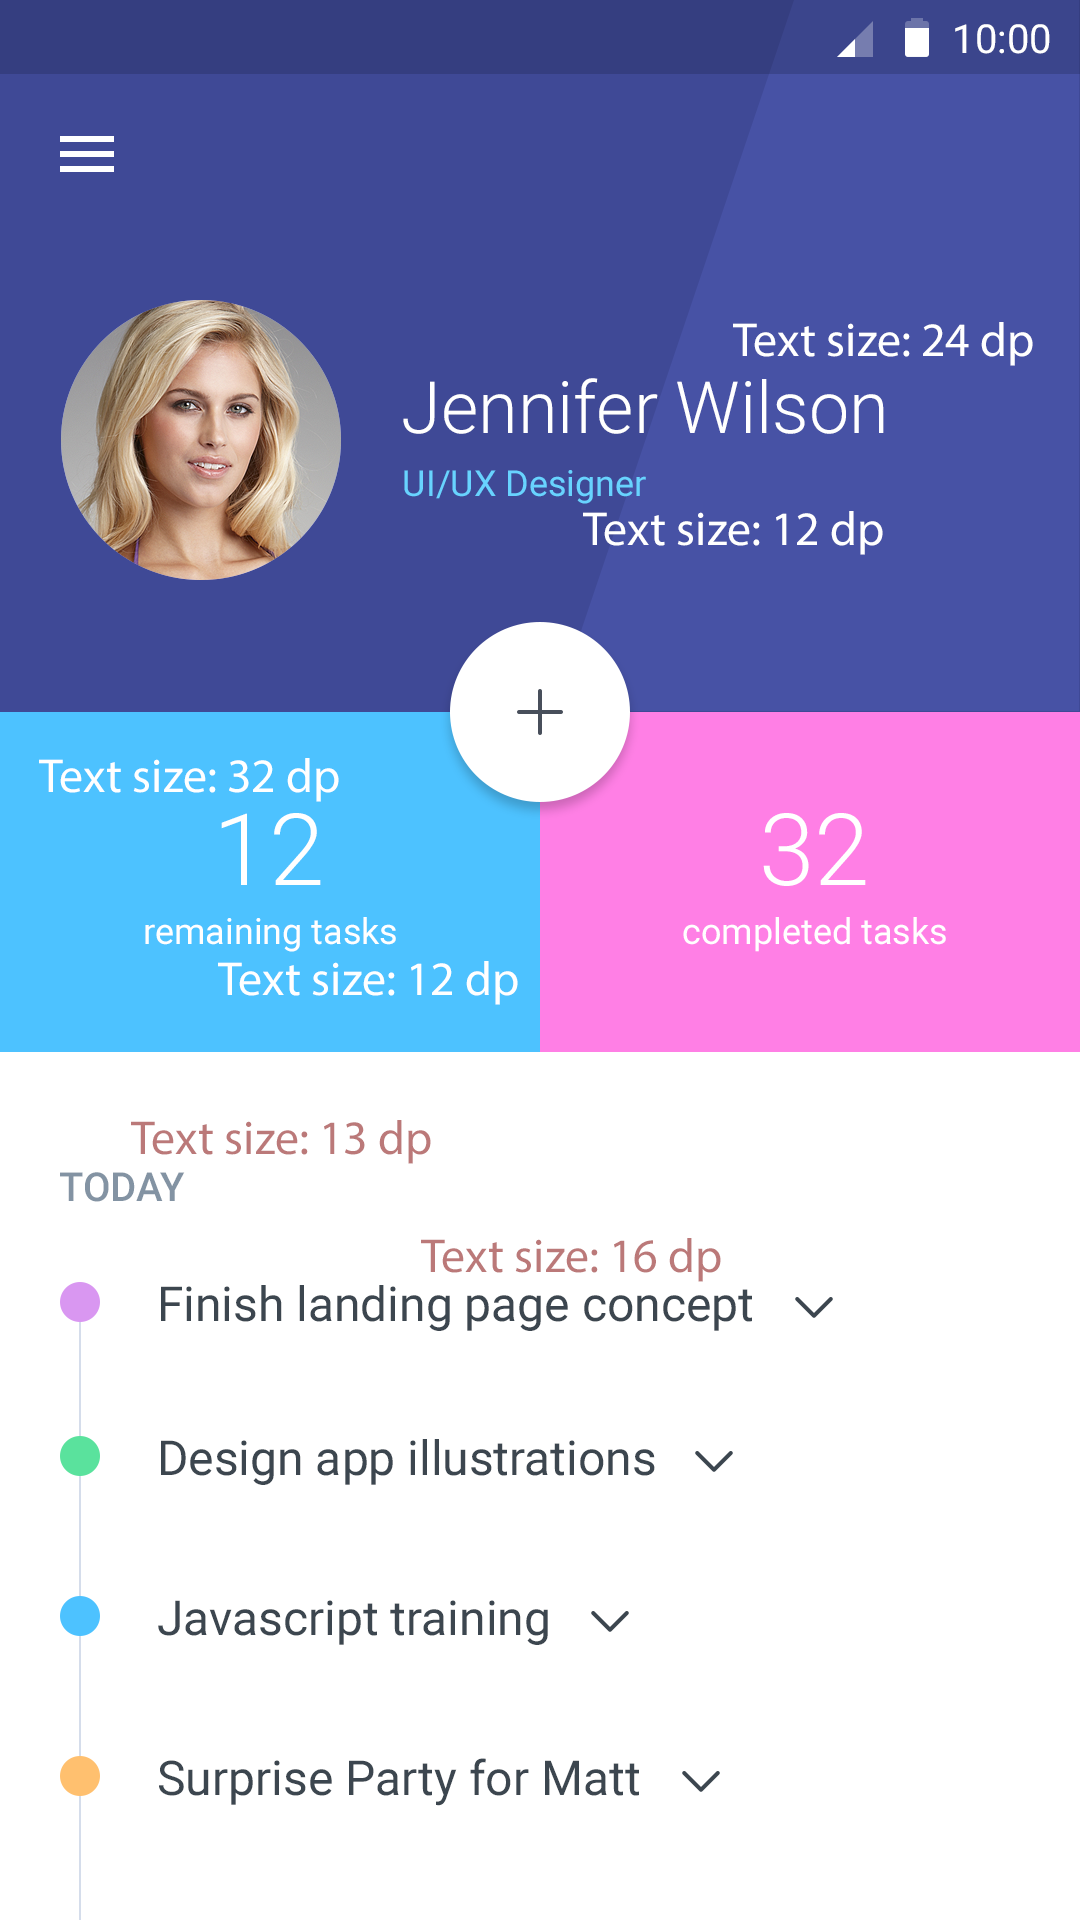 10:00
Text size: 24 dp
Jennifer Wilson
UI/UX Designer
Text size: 12 dp
Text size: 32 dp
12
remaining tasks
Text size: 12 dp
32
completed tasks
Text size: 13 dp
TODAY
Text size: 16 dp
Finish landing page concept
Design app illustrations
Javascript training
Surprise Party for Matt